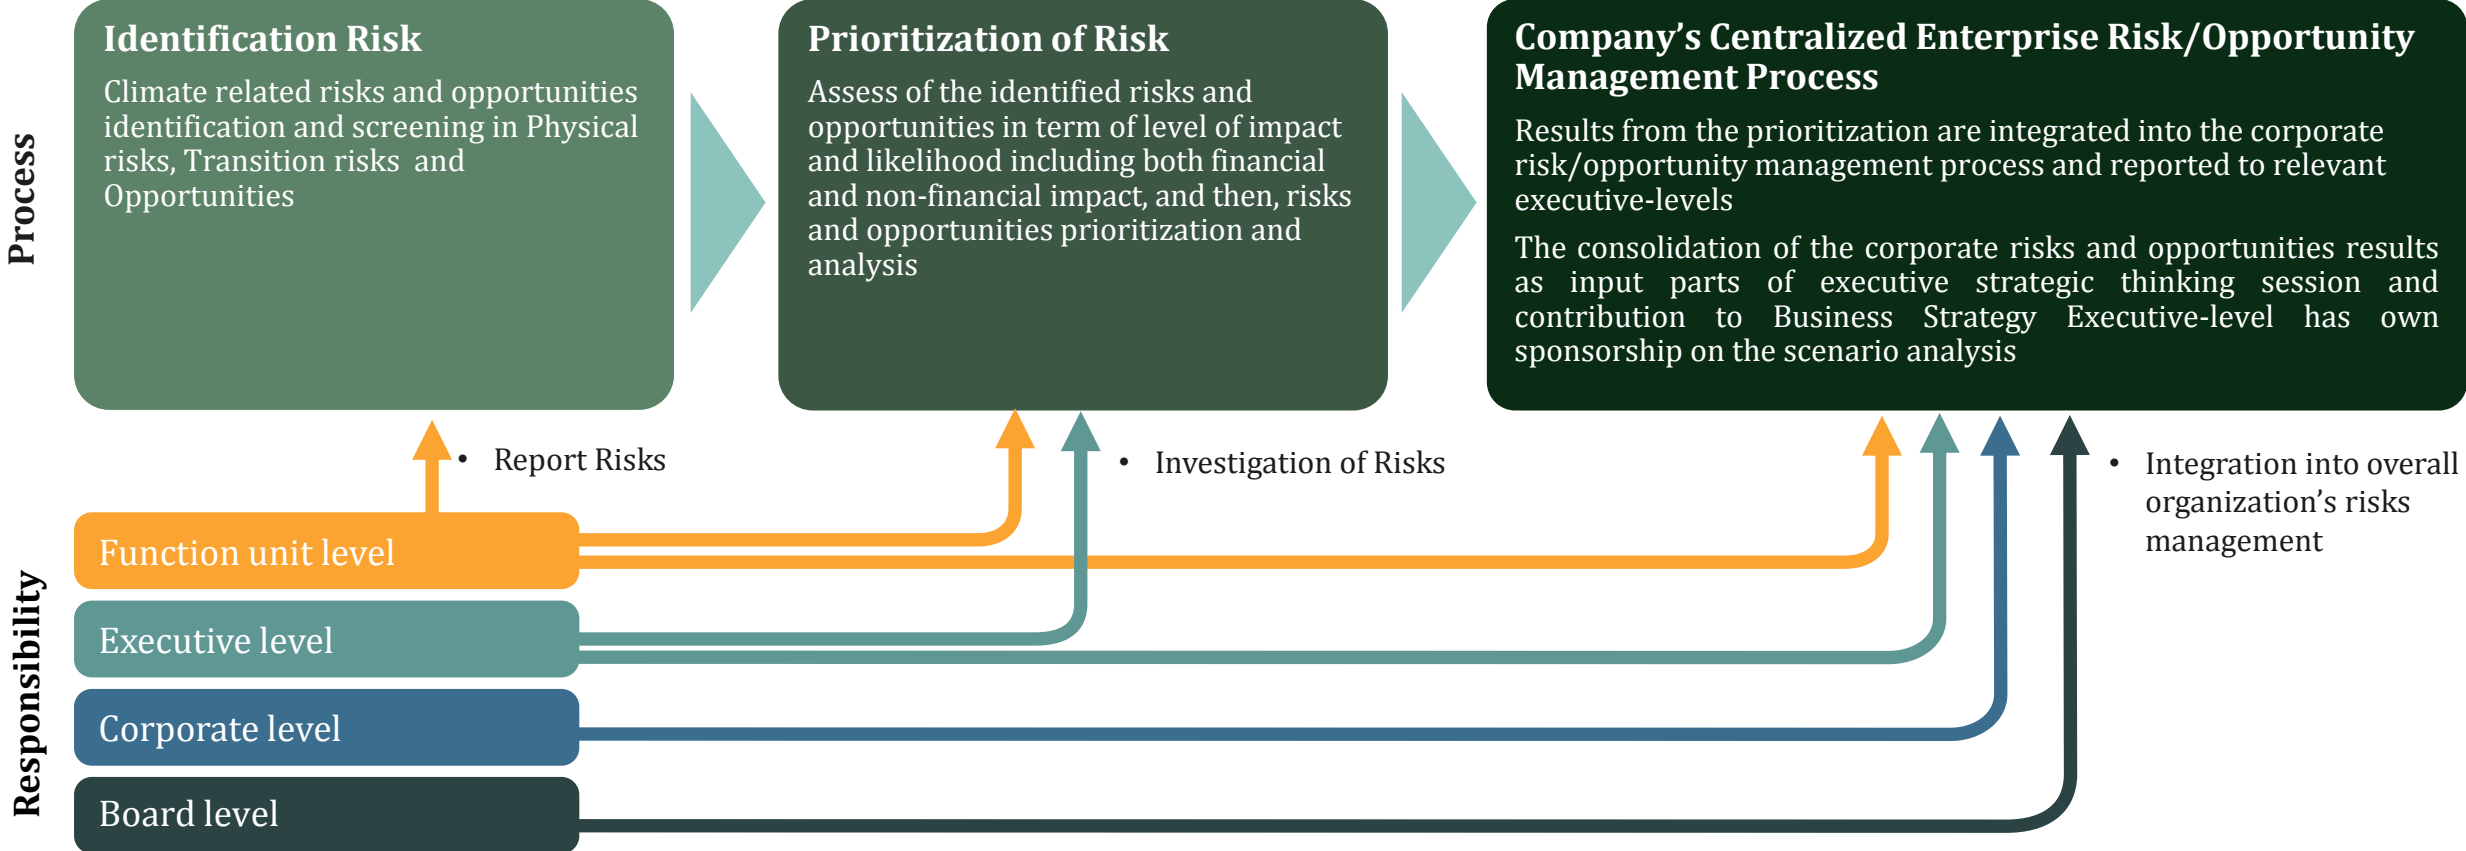 Process
Identification Risk
Climate related risks and opportunities
identification and screening in Physical
risks, Transition risks and
Opportunities
Prioritization of Risk
Assess of the identified risks and
opportunities in term of level of impact
and likelihood including both financial
and non-financial impact, and then, risks
and opportunities prioritization and
analysis
Company’s Centralized Enterprise Risk/Opportunity
Management Process
Results from the prioritization are integrated into the corporate
risk/opportunity management process and reported to relevant
executive-levels
The consolidation of the corporate risks and opportunities results
as input parts of executive strategic thinking session and
contribution to Business Strategy Executive-level has own
sponsorship on the scenario analysis
• Report Risks
• Investigation of Risks
• Integration into overall
organization’s risks
management
Responsibility
Function unit level
Executive level
Corporate level
Board level